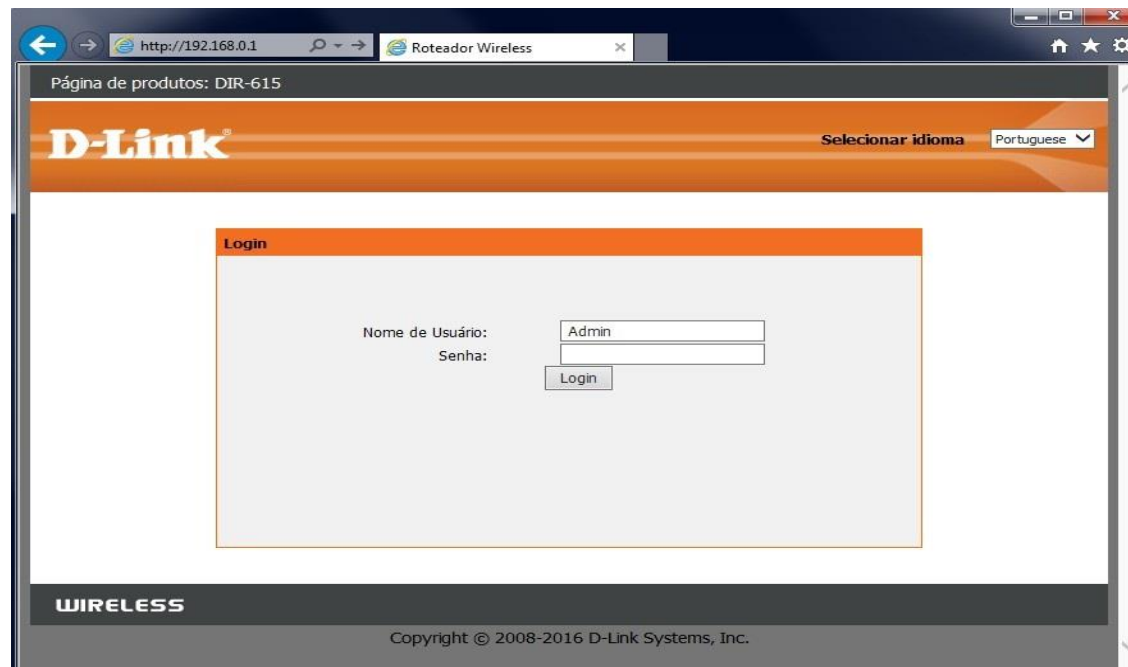 http://192.168.0.1
Roteador Wireless
Página de produtos: DIR-615
D-Link®
Selecionar idioma
Portuguese
Login
Nome de Usuário:
Admin
Senha:
Login
WIRELESS
Copyright © 2008-2016 D-Link Systems, Inc.